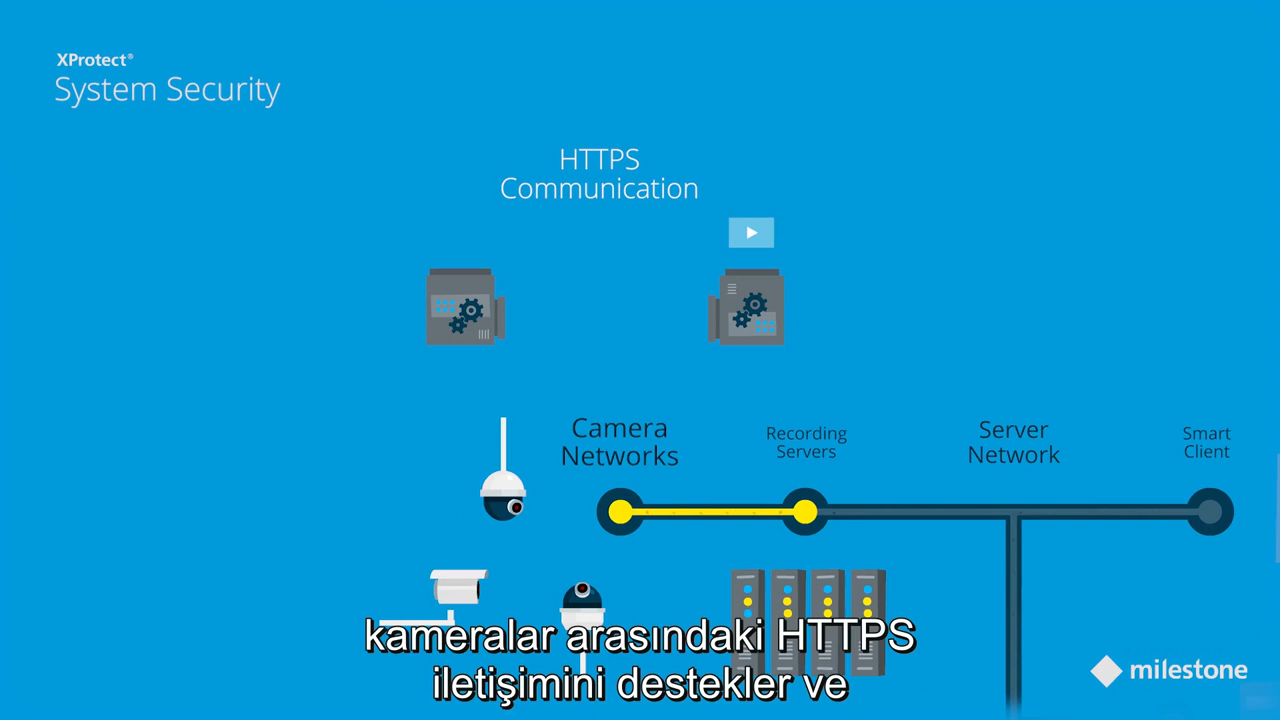 XProtect®
System Security
HTTPS
Communication
Camera
Networks
Recording
Servers
Server
Network
Smart
Client
kameralar arasındaki HTTPS
iletişimini destekler ve
milestone